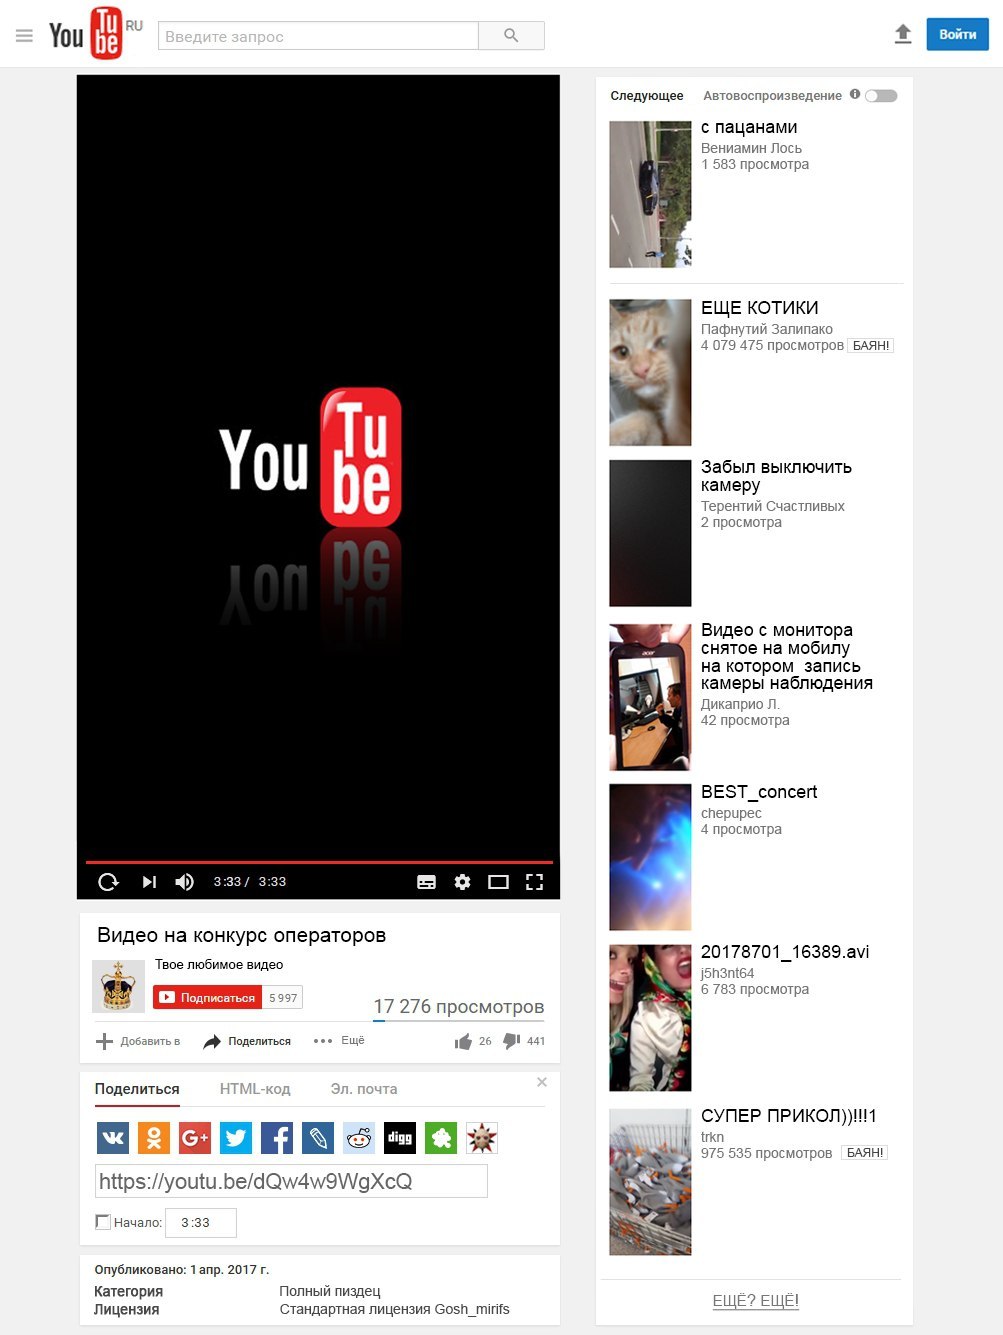 You Tube RU
Введите запрос
Войти
You Tube
3:33 / 3:33
Видео на конкурс операторов
Твое любимое видео
Подписаться 5 997
17 276 просмотров
Добавить в Поделиться Ещё 26 441
Поделиться HTML-код Эл. почта
digg
https://youtu.be/dQw4w9WgXcQ
Начало: 3:33
Опубликовано: 1 апр. 2017 г.
Категория Полный пиздец
Лицензия Стандартная лицензия Gosh_mirifs
Следующее Автовоспроизведение
с пацанами
Вениамин Лось
1 583 просмотра
ЕЩЕ КОТИКИ
Пафнутий Залипако
4 079 475 просмотров БАЯН!
Забыл выключить
камеру
Терентий Счастливых
2 просмотра
acer
Видео с монитора
снятое на мобилу
на котором запись
камеры наблюдения
Дикаприо Л.
42 просмотра
BEST_concert
chepupec
4 просмотра
20178701_16389.avi
j5h3nt64
6 783 просмотра
СУПЕР ПРИКОЛ))!!!1
trkn
975 535 просмотров БАЯН!
ЕЩЁ? ЕЩЁ!